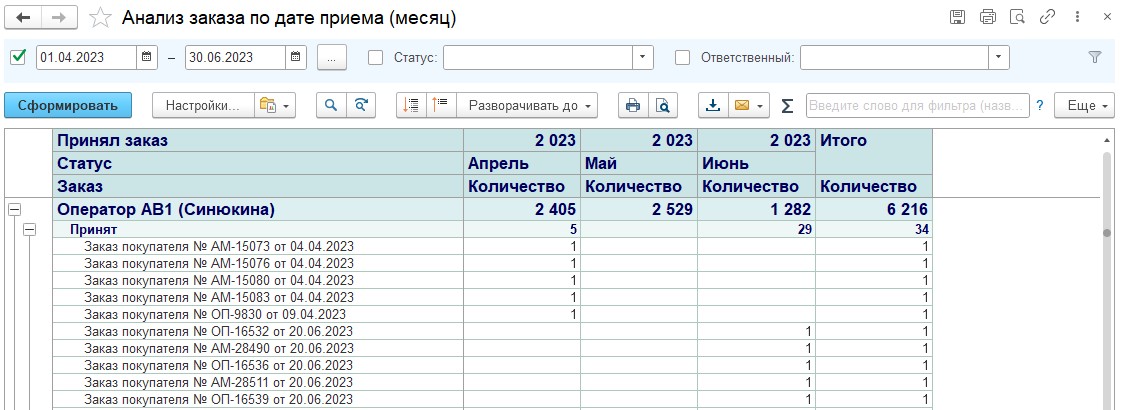 Анализ заказа по дате приема (месяц)
01.04.2023 – 30.06.2023 ... Статус: Ответственный:
Сформировать Настройки... Разворачивать до Σ Введите слово для фильтра (назв... ? Еще
Принял заказ 2 023 2 023 2 023 Итого
Статус Апрель Май Июнь
Заказ Количество Количество Количество Количество
Оператор АВ1 (Синюкина) 2 405 2 529 1 282 6 216
Принят 5 29 34
Заказ покупателя № АМ-15073 от 04.04.2023 1 1
Заказ покупателя № АМ-15076 от 04.04.2023 1 1
Заказ покупателя № АМ-15080 от 04.04.2023 1 1
Заказ покупателя № АМ-15083 от 04.04.2023 1 1
Заказ покупателя № ОП-9830 от 09.04.2023 1 1
Заказ покупателя № ОП-16532 от 20.06.2023 1 1
Заказ покупателя № АМ-28490 от 20.06.2023 1 1
Заказ покупателя № ОП-16536 от 20.06.2023 1 1
Заказ покупателя № АМ-28511 от 20.06.2023 1 1
Заказ покупателя № ОП-16539 от 20.06.2023 1 1